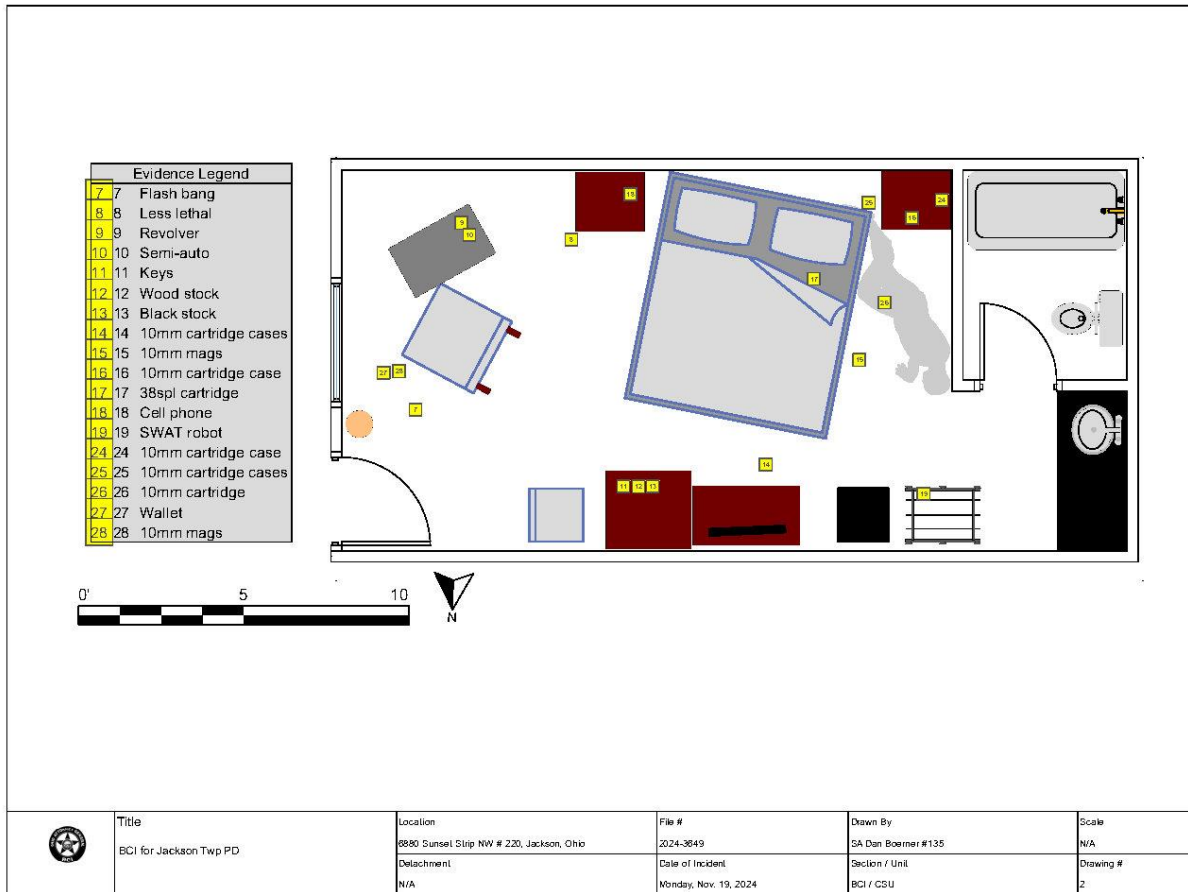 Evidence Legend
7 7 Flash bang
8 8 Less lethal
9 9 Revolver
10 10 Semi-auto
11 11 Keys
12 12 Wood stock
13 13 Black stock
14 14 10mm cartridge cases
15 15 10mm mags
16 16 10mm cartridge case
17 17 38spl cartridge
18 18 Cell phone
19 19 SWAT robot
24 24 10mm cartridge case
25 25 10mm cartridge cases
26 26 10mm cartridge
27 27 Wallet
28 28 10mm mags
18
25
24
16
9
10
8
17
26
15
27 28
7
14
11 12 13
19
0' 5 10
N
Title
BCI for Jackson Twp PD
Location
6880 Sunset Strip NW # 220, Jackson, Ohio
File #
2024-3649
Drawn By
SA Dan Boerner #135
Scale
N/A
Detachment
N/A
Date of Incident
Monday, Nov. 19, 2024
Section / Unit
BCI / CSU
Drawing #
2
BCI